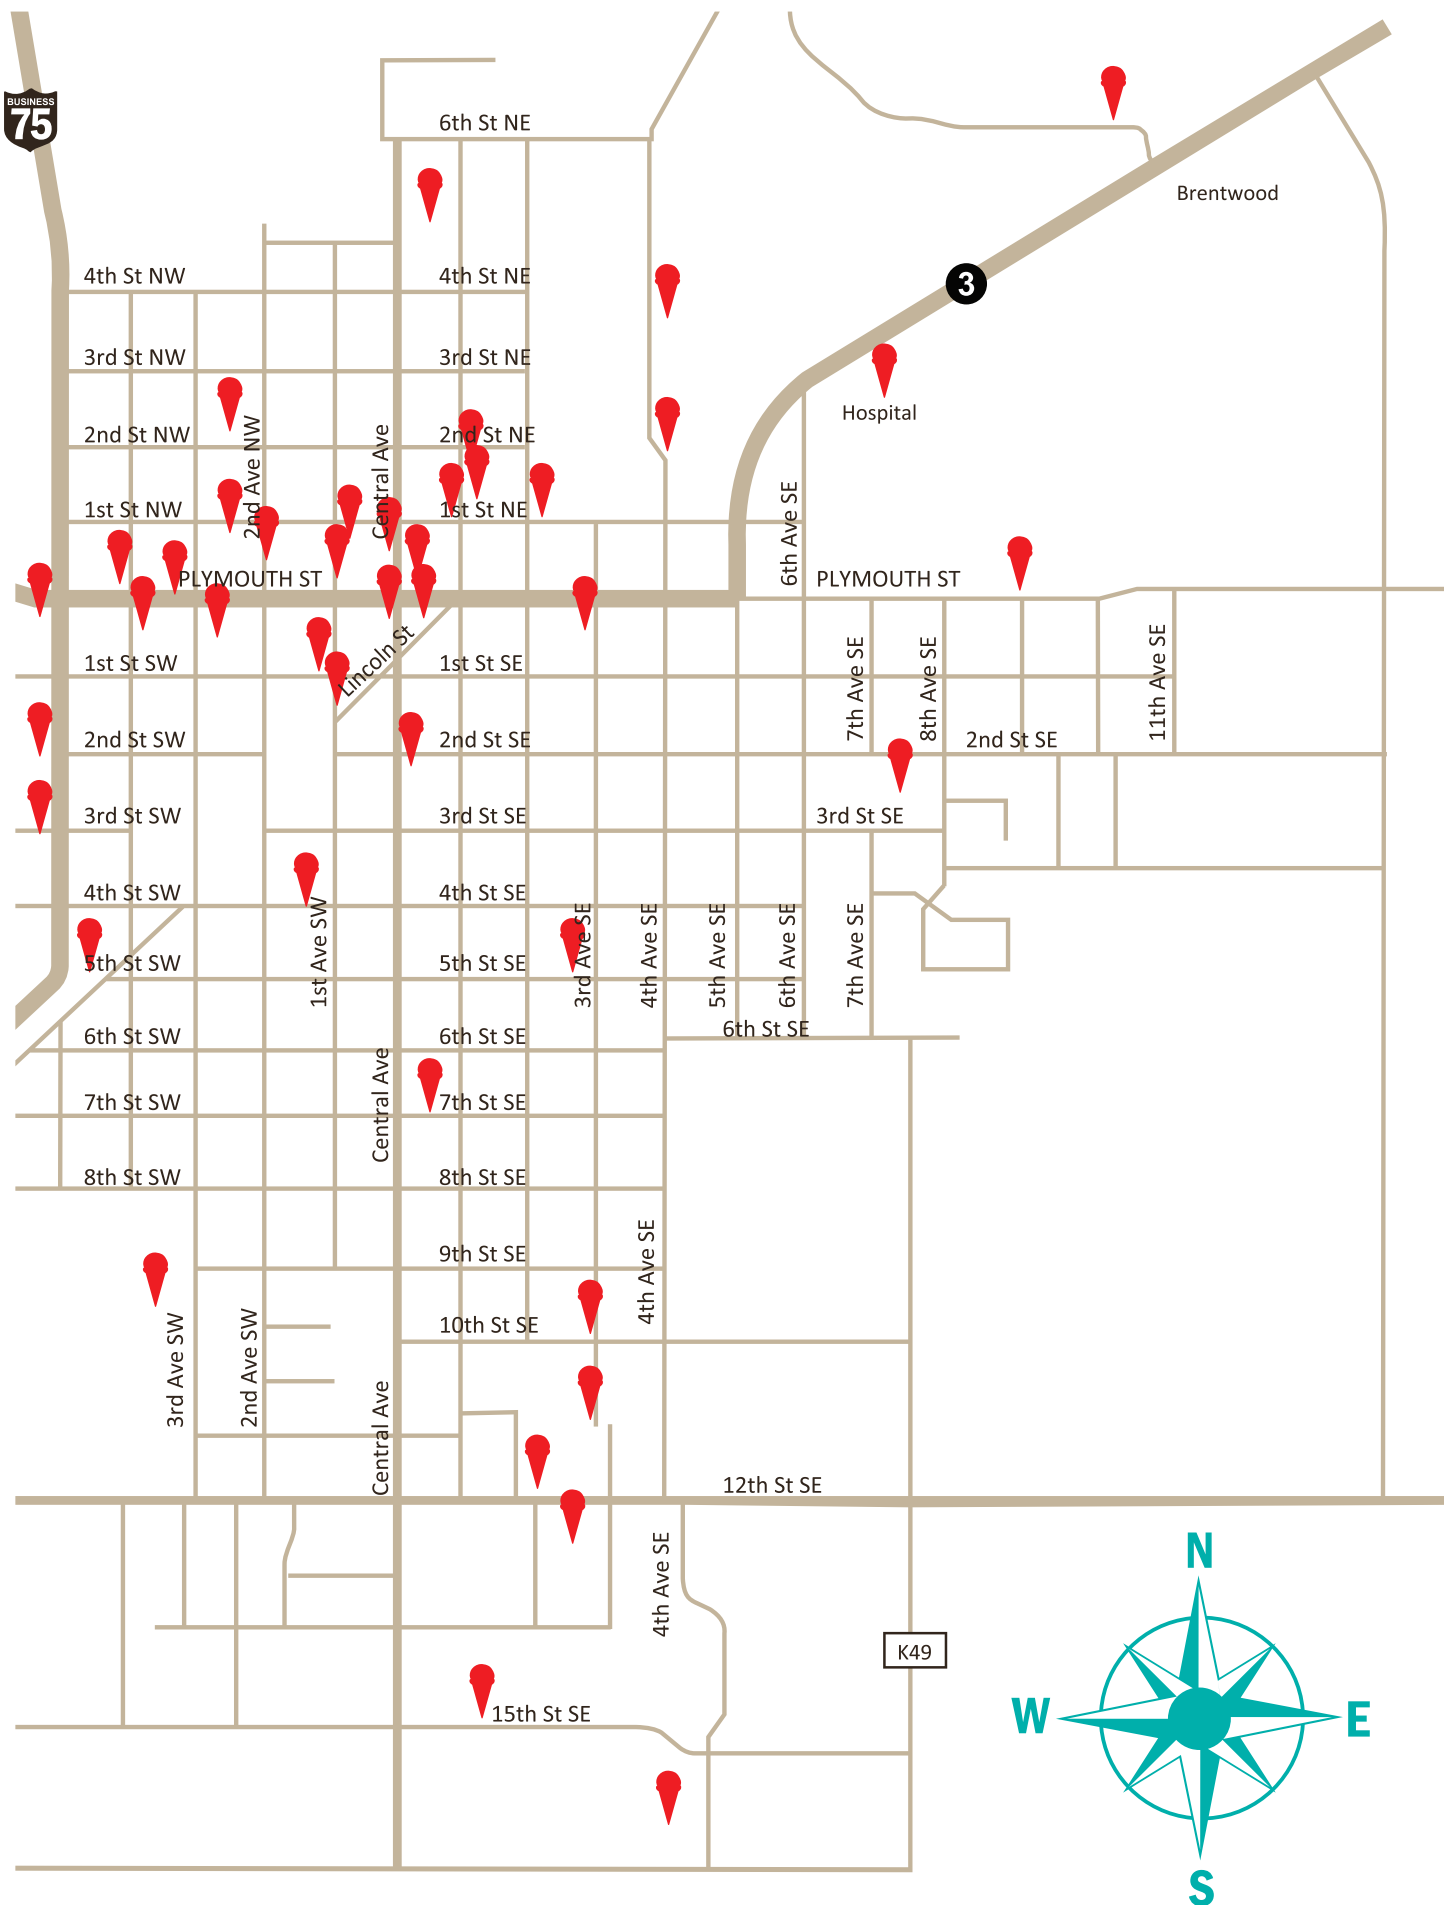 BUSINESS
75
6th St NE
Brentwood
4th St NW
4th St NE
3
3rd St NW
3rd St NE
Hospital
2nd St NW
2nd Ave NW
Central Ave
2nd St NE
1st St NW
1st St NE
6th Ave SE
PLYMOUTH ST
PLYMOUTH ST
Lincoln St
1st St SW
1st St SE
7th Ave SE
8th Ave SE
11th Ave SE
2nd St SW
2nd St SE
2nd St SE
3rd St SW
3rd St SE
3rd St SE
4th St SW
4th St SE
1st Ave SW
3rd Ave SE
4th Ave SE
5th Ave SE
6th Ave SE
7th Ave SE
5th St SW
5th St SE
6th St SW
6th St SE
6th St SE
Central Ave
7th St SW
7th St SE
8th St SW
8th St SE
9th St SE
4th Ave SE
10th St SE
3rd Ave SW
2nd Ave SW
Central Ave
12th St SE
4th Ave SE
N
K49
15th St SE
W
E
S